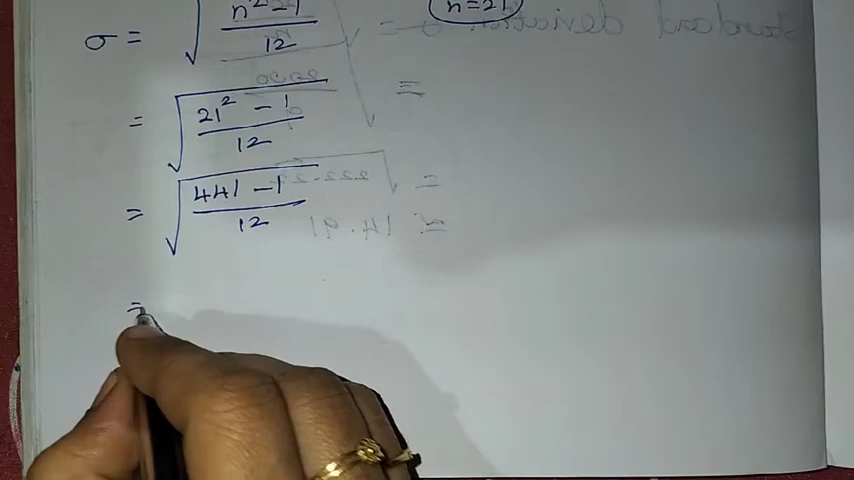 σ = √(n² - 1 / 12)
n = 21
= √(21² - 1 / 12)
= √(441 - 1 / 12)
=